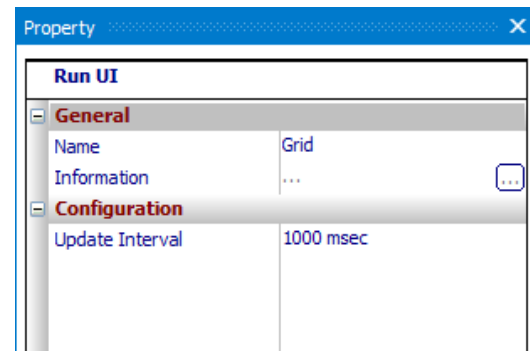 Property
Run UI
General
Name Grid
Information ... ...
Configuration
Update Interval 1000 msec